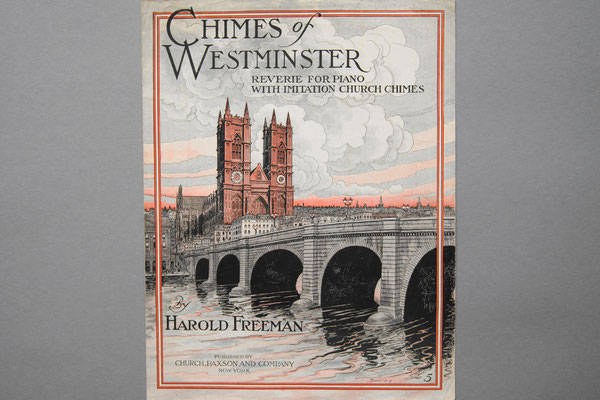 CHIMES of
WESTMINSTER
REVERIE FOR PIANO
WITH IMITATION CHURCH CHIMES
By
HAROLD FREEMAN
PUBLISHED BY
CHURCH, PAXSON AND COMPANY
NEW YORK
5